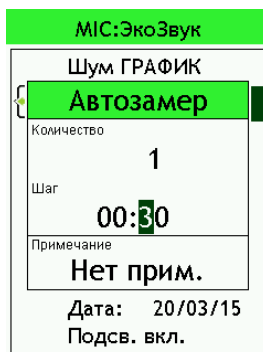 MIC:ЭкоЗвук
Шум ГРАФИК
Автозамер
Количество
1
Шаг
00:30
Примечание
Нет прим.
Дата: 20/03/15
Подсв. вкл.